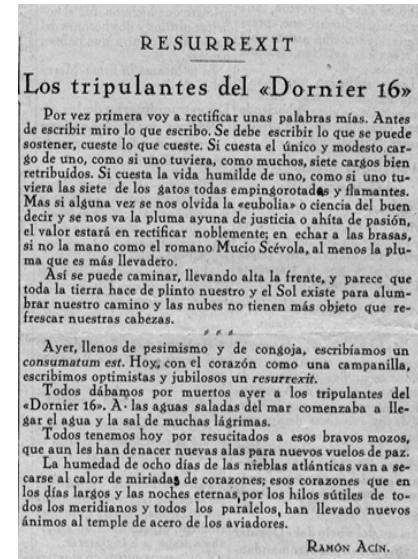 RESURREXIT
Los tripulantes del «Dornier 16»
Por vez primera voy a rectificar unas palabras mías. Antes
de escribir miro lo que escribo. Se debe escribir lo que se puede
sostener, cueste lo que cueste. Si cuesta el único y modesto car-
go de uno, como si uno tuviera, como muchos, siete cargos bien
retribuídos. Si cuesta la vida humilde de uno, como si uno tu-
viera las siete de los gatos todas empingorotadas y flamantes.
Mas si alguna vez se nos olvida la «eubolia» o ciencia del buen
decir y se nos va la pluma ayuna de justicia o ahíta de pasión,
el valor estará en rectificar noblemente; en echar a las brasas,
si no la mano como el romano Mucio Scévola, al menos la plu-
ma que es más llevadero.
Así se puede caminar, llevando alta la frente, y parece que
toda la tierra hace de plinto nuestro y el Sol existe para alum-
brar nuestro camino y las nubes no tienen más objeto que re-
frescar nuestras cabezas.
* * *
Ayer, llenos de pesimismo y de congoja, escribíamos un
consumatum est. Hoy, con el corazón como una campanilla,
escribimos optimistas y jubilosos un resurrexit.
Todos dábamos por muertos ayer a los tripulantes del
«Dornier 16». A las aguas saladas del mar comenzaba a lle-
gar el agua y la sal de muchas lágrimas.
Todos tenemos hoy por resucitados a esos bravos mozos,
que aun les han denacer nuevas alas para nuevos vuelos de paz.
La humedad de ocho días de las nieblas atlánticas van a se-
carse al calor de miriadas de corazones; esos corazones que en
los días largos y las noches eternas, por los hilos sútiles de to-
dos los meridianos y todos los paralelos, han llevado nuevos
ánimos al temple de acero de los aviadores.
RAMÓN ACÍN.